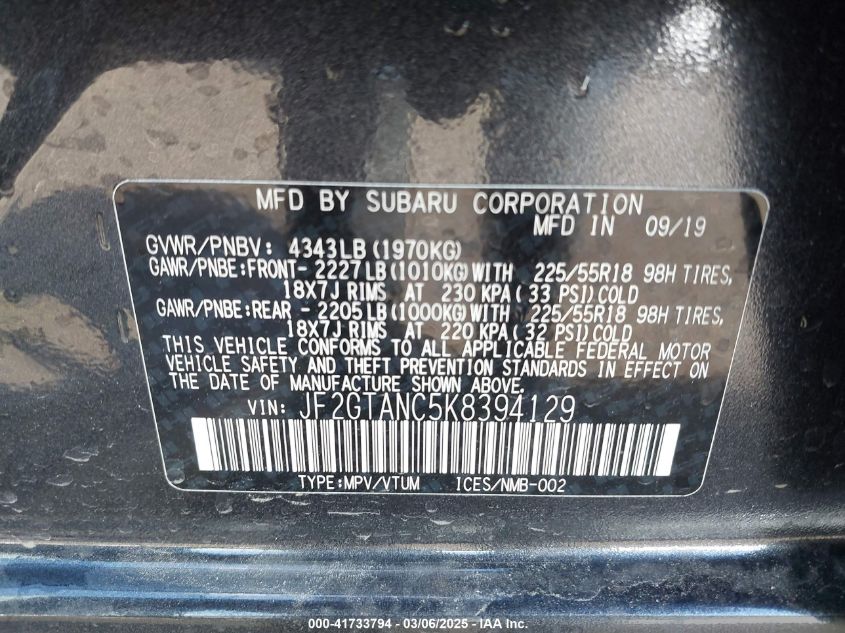 MFD BY SUBARU CORPORATION
MFD IN 09/19
GVWR/PNBV: 4343LB (1970KG)
GAWR/PNBE:FRONT- 2227LB (1010KG) WITH 225/55R18 98H TIRES,
18X7J RIMS AT 230 KPA( 33 PSI) COLD
GAWR/PNBE:REAR - 2205LB (1000KG) WITH 225/55R18 98H TIRES,
18X7J RIMS AT 220 KPA( 32 PSI) COLD
THIS VEHICLE CONFORMS TO ALL APPLICABLE FEDERAL MOTOR
VEHICLE SAFETY AND THEFT PREVENTION STANDARDS IN EFFECT ON
THE DATE OF MANUFACTURE SHOWN ABOVE.
VIN: JF2GTANC5K8394129
TYPE:MPV/VTUM ICES/NMB-002
000-41733794 - 03/06/2025 - IAA Inc.